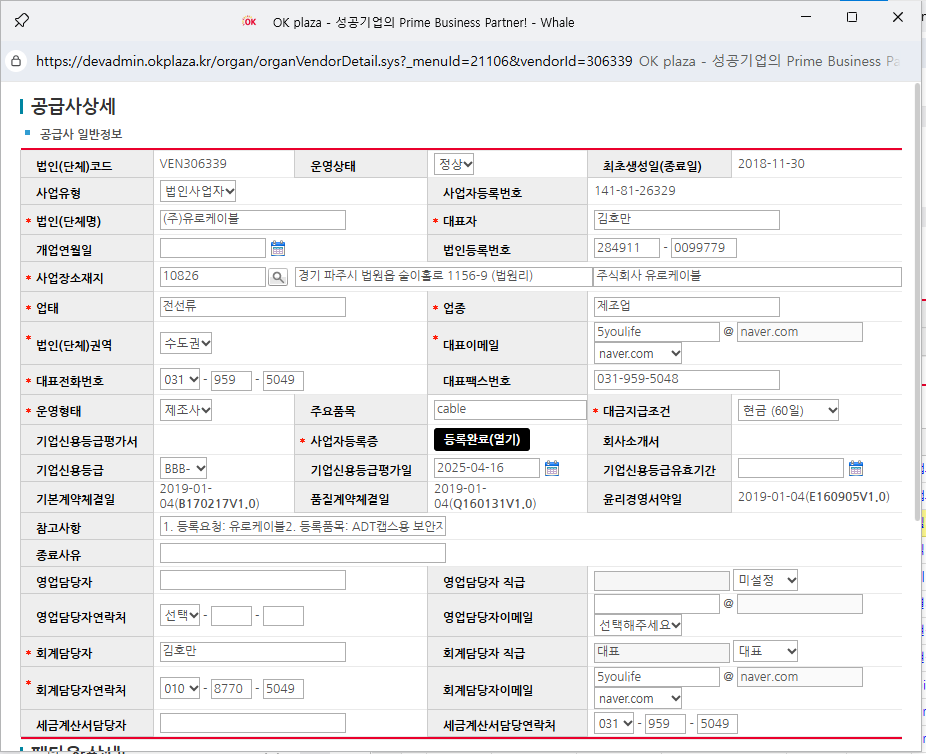 OK plaza - 성공기업의 Prime Business Partner! - Whale
https://devadmin.okplaza.kr/organ/organVendorDetail.sys?_menuId=21106&vendorId=306339 OK plaza - 성공기업의 Prime Business Pa
공급사상세
공급사 일반정보
법인(단체)코드 VEN306339 운영상태 정상 최초생성일(종료일) 2018-11-30
사업유형 법인사업자 사업자등록번호 141-81-26329
* 법인(단체명) (주)유로케이블 * 대표자 김호만
개업연월일 법인등록번호 284911 - 0099779
* 사업장소재지 10826 경기 파주시 법원읍 술이홀로 1156-9 (법원리) 주식회사 유로케이블
* 업태 전선류 * 업종 제조업
* 법인(단체)권역 수도권 * 대표이메일 5youlife @ naver.com
naver.com
* 대표전화번호 031 - 959 - 5049 대표팩스번호 031-959-5048
* 운영형태 제조사 주요품목 cable * 대금지급조건 현금 (60일)
기업신용등급평가서 * 사업자등록증 등록완료(열기) 회사소개서
기업신용등급 BBB- 기업신용등급평가일 2025-04-16 기업신용등급유효기간
기본계약체결일 2019-01-04(B170217V1.0) 품질계약체결일 2019-01-04(Q160131V1.0) 윤리경영서약일 2019-01-04(E160905V1.0)
참고사항 1. 등록요청: 유로케이블2. 등록품목: ADT캡스용 보안자
종료사유
영업담당자 영업담당자 직급 미설정
영업담당자연락처 선택 - - 영업담당자이메일 @
선택해주세요
* 회계담당자 김호만 회계담당자 직급 대표 대표
* 회계담당자연락처 010 - 8770 - 5049 회계담당자이메일 5youlife @ naver.com
naver.com
세금계산서담당자 세금계산서담당연락처 031 - 959 - 5049